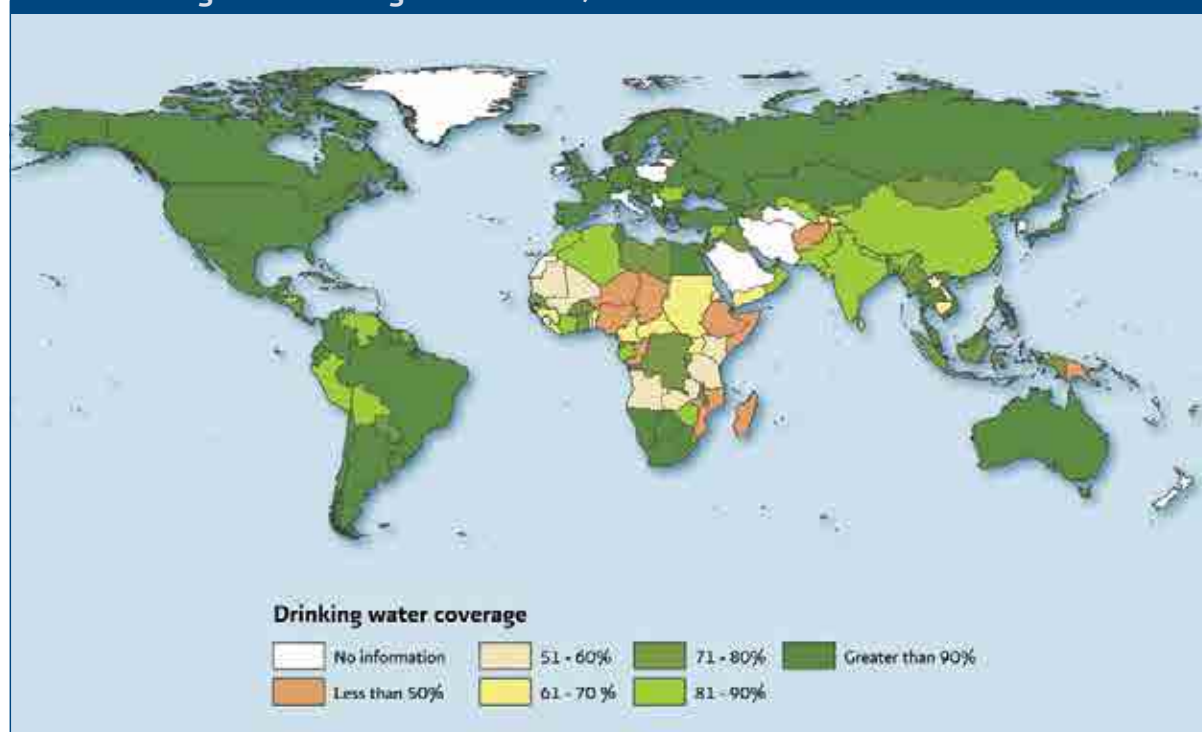 Drinking water coverage
No information
51 - 60%
71 - 80%
Greater than 90%
Less than 50%
61 - 70 %
81 - 90%